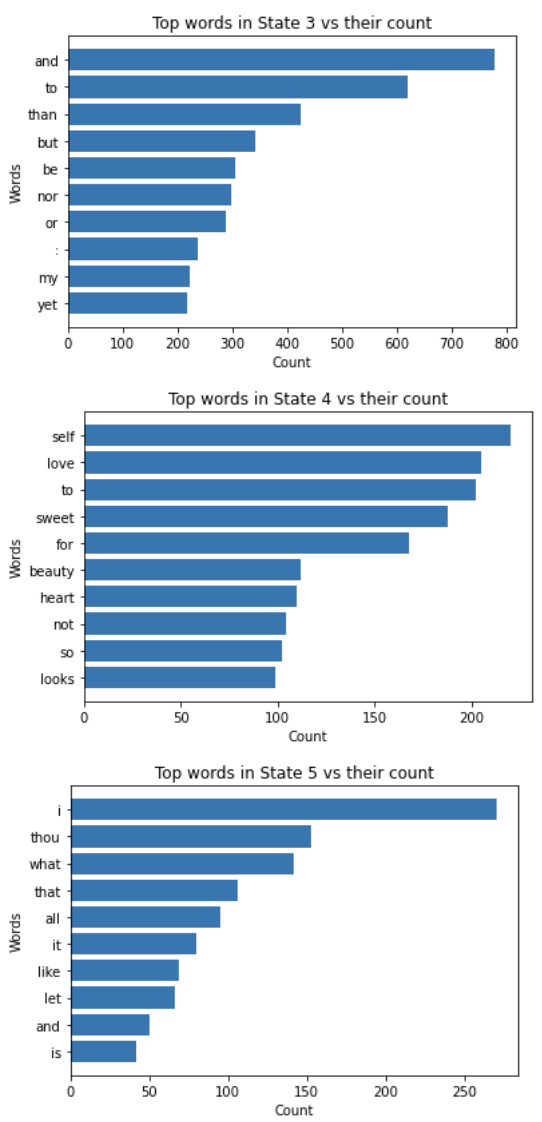 Top words in State 3 vs their count
and
to
than
but
be
nor
or
:
my
yet
Words
0 100 200 300 400 500 600 700 800
Count
Top words in State 4 vs their count
self
love
to
sweet
for
beauty
heart
not
so
looks
Words
0 50 100 150 200
Count
Top words in State 5 vs their count
i
thou
what
that
all
it
like
let
and
is
Words
0 50 100 150 200 250
Count